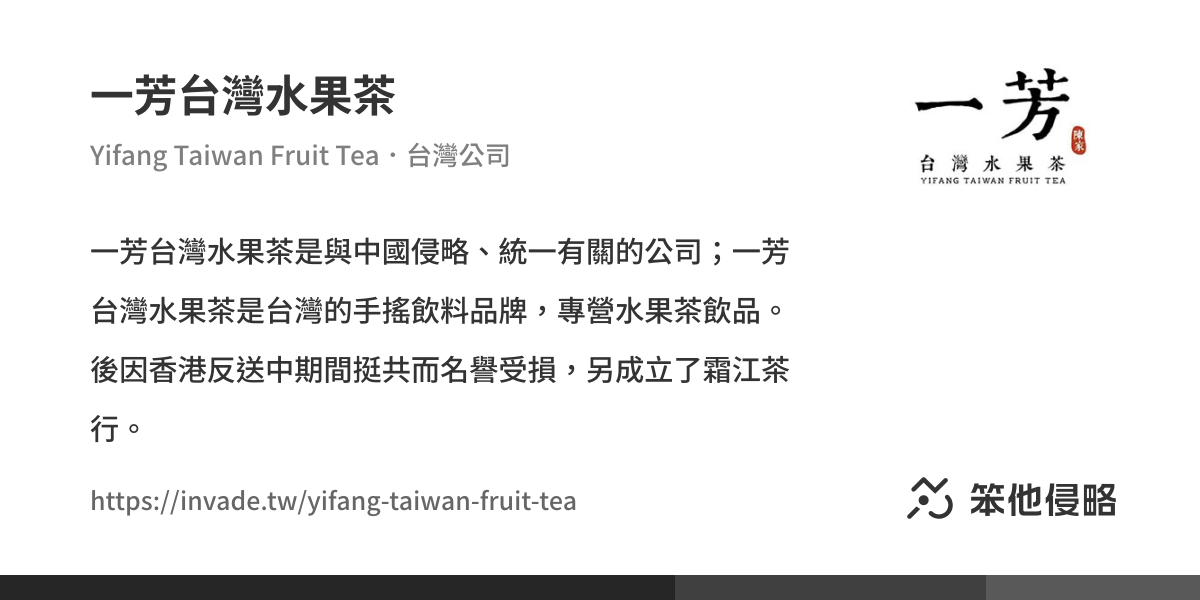 一芳台灣水果茶
Yifang Taiwan Fruit Tea・台灣公司
一芳
陳家
台灣水果茶
YIFANG TAIWAN FRUIT TEA
一芳台灣水果茶是與中國侵略、統一有關的公司；一芳
台灣水果茶是台灣的手搖飲料品牌，專營水果茶飲品。
後因香港反送中期間挺共而名譽受損，另成立了霜江茶
行。
https://invade.tw/yifang-taiwan-fruit-tea
笨他侵略